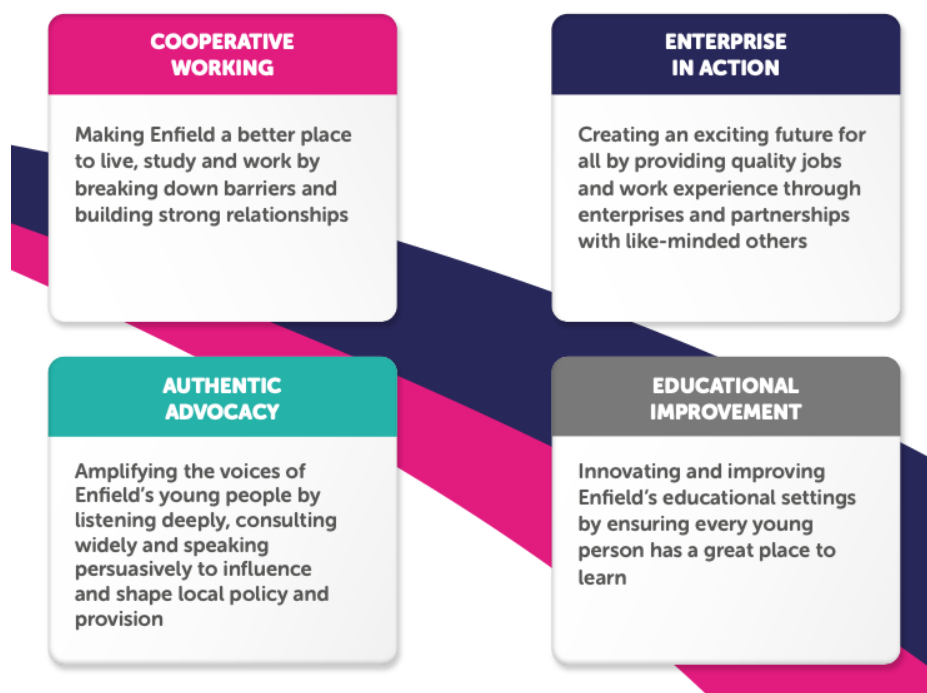 COOPERATIVE
WORKING
Making Enfield a better place
to live, study and work by
breaking down barriers and
building strong relationships
ENTERPRISE
IN ACTION
Creating an exciting future for
all by providing quality jobs
and work experience through
enterprises and partnerships
with like-minded others
AUTHENTIC
ADVOCACY
Amplifying the voices of
Enfield’s young people by
listening deeply, consulting
widely and speaking
persuasively to influence
and shape local policy and
provision
EDUCATIONAL
IMPROVEMENT
Innovating and improving
Enfield’s educational settings
by ensuring every young
person has a great place to
learn